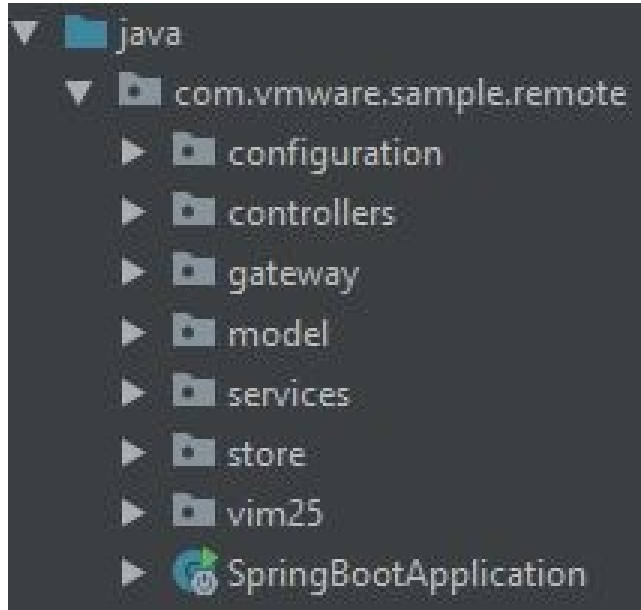 java
com.vmware.sample.remote
configuration
controllers
gateway
model
services
store
vim25
SpringBootApplication